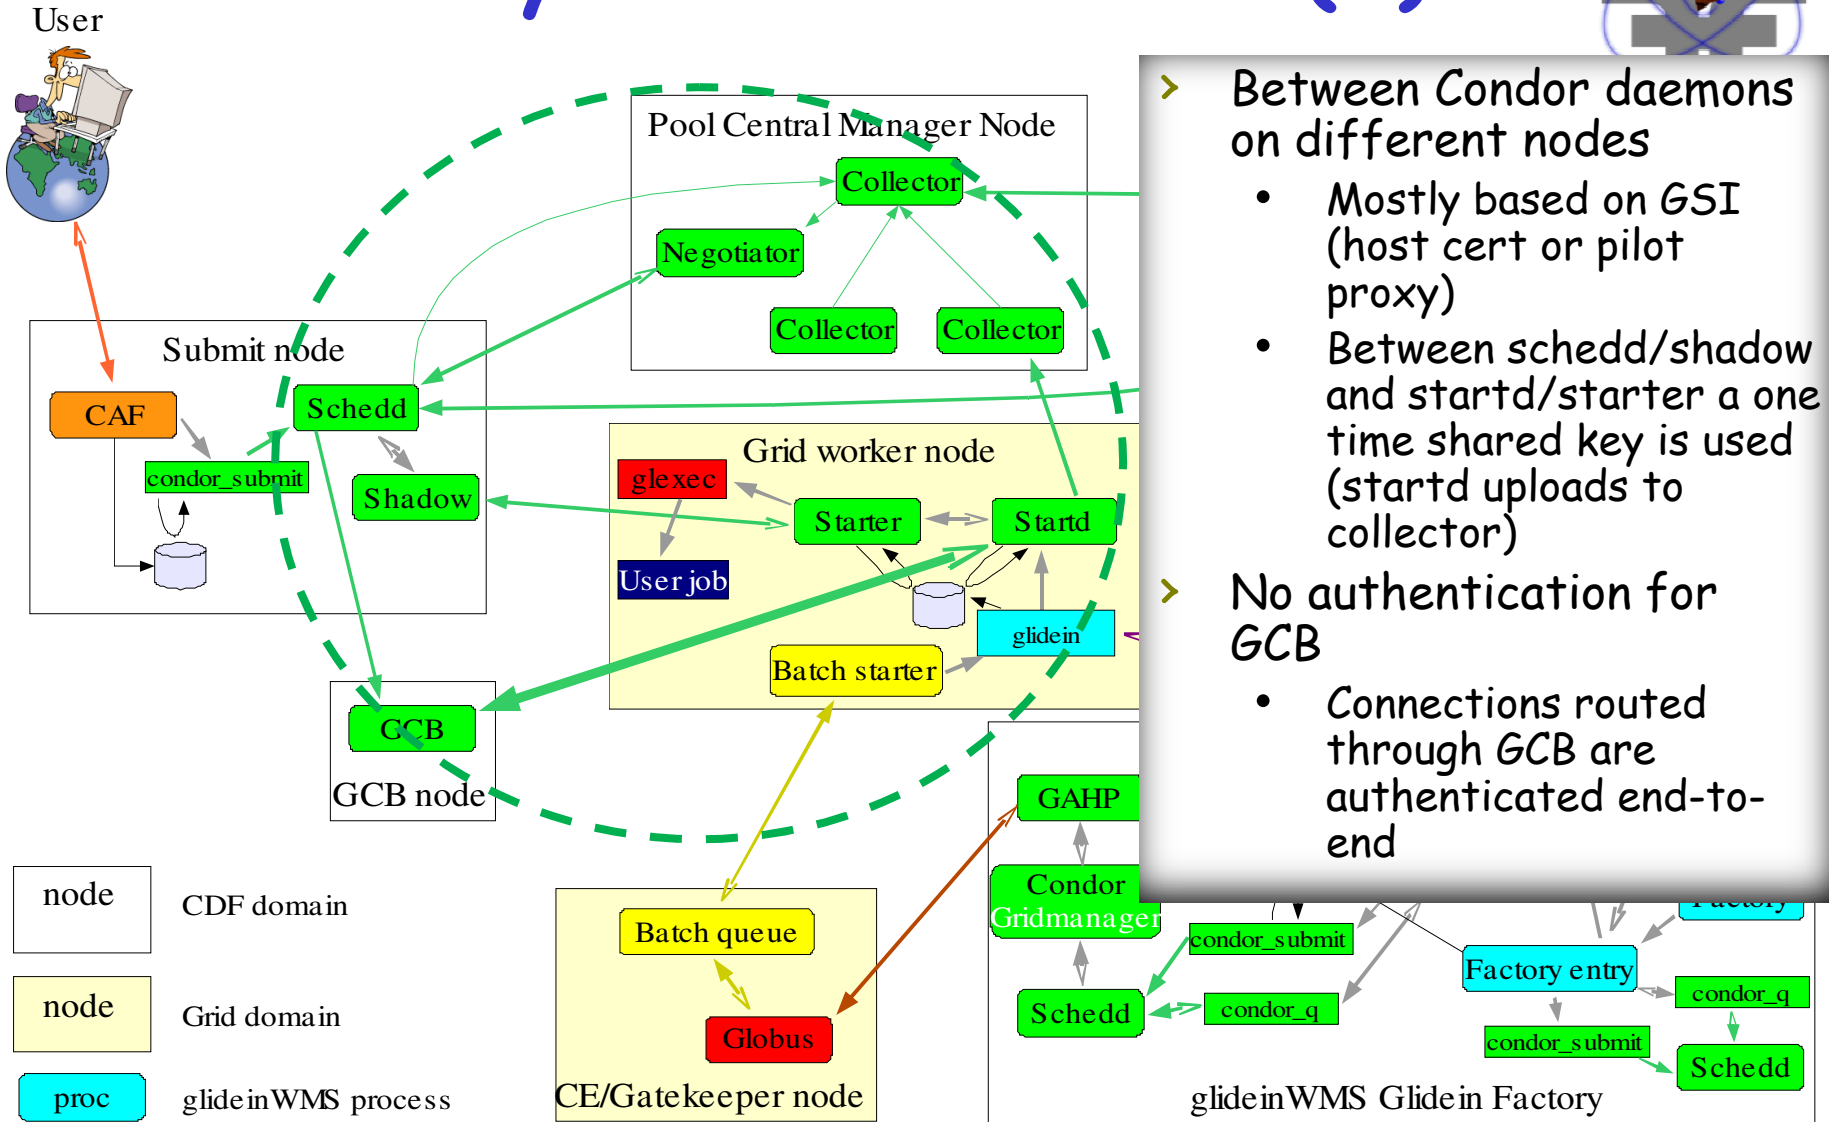 User
Pool Central Manager Node
Collector
Negotiator
Collector
Collector
Submit node
CAF
Schedd
condor_submit
Shadow
Grid worker node
glexec
Starter
Startd
User job
glidein
Batch starter
GCB
GCB node
> Between Condor daemons
on different nodes
• Mostly based on GSI
(host cert or pilot
proxy)
• Between schedd/shadow
and startd/starter a one
time shared key is used
(startd uploads to
collector)
> No authentication for
GCB
• Connections routed
through GCB are
authenticated end-to-
end
GAHP
Condor
Gridmanager
Schedd
condor_submit
condor_q
Factory
Factory entry
condor_q
condor_submit
Schedd
glideinWMS Glidein Factory
Batch queue
Globus
CE/Gatekeeper node
node
CDF domain
node
Grid domain
proc
glideinWMS process